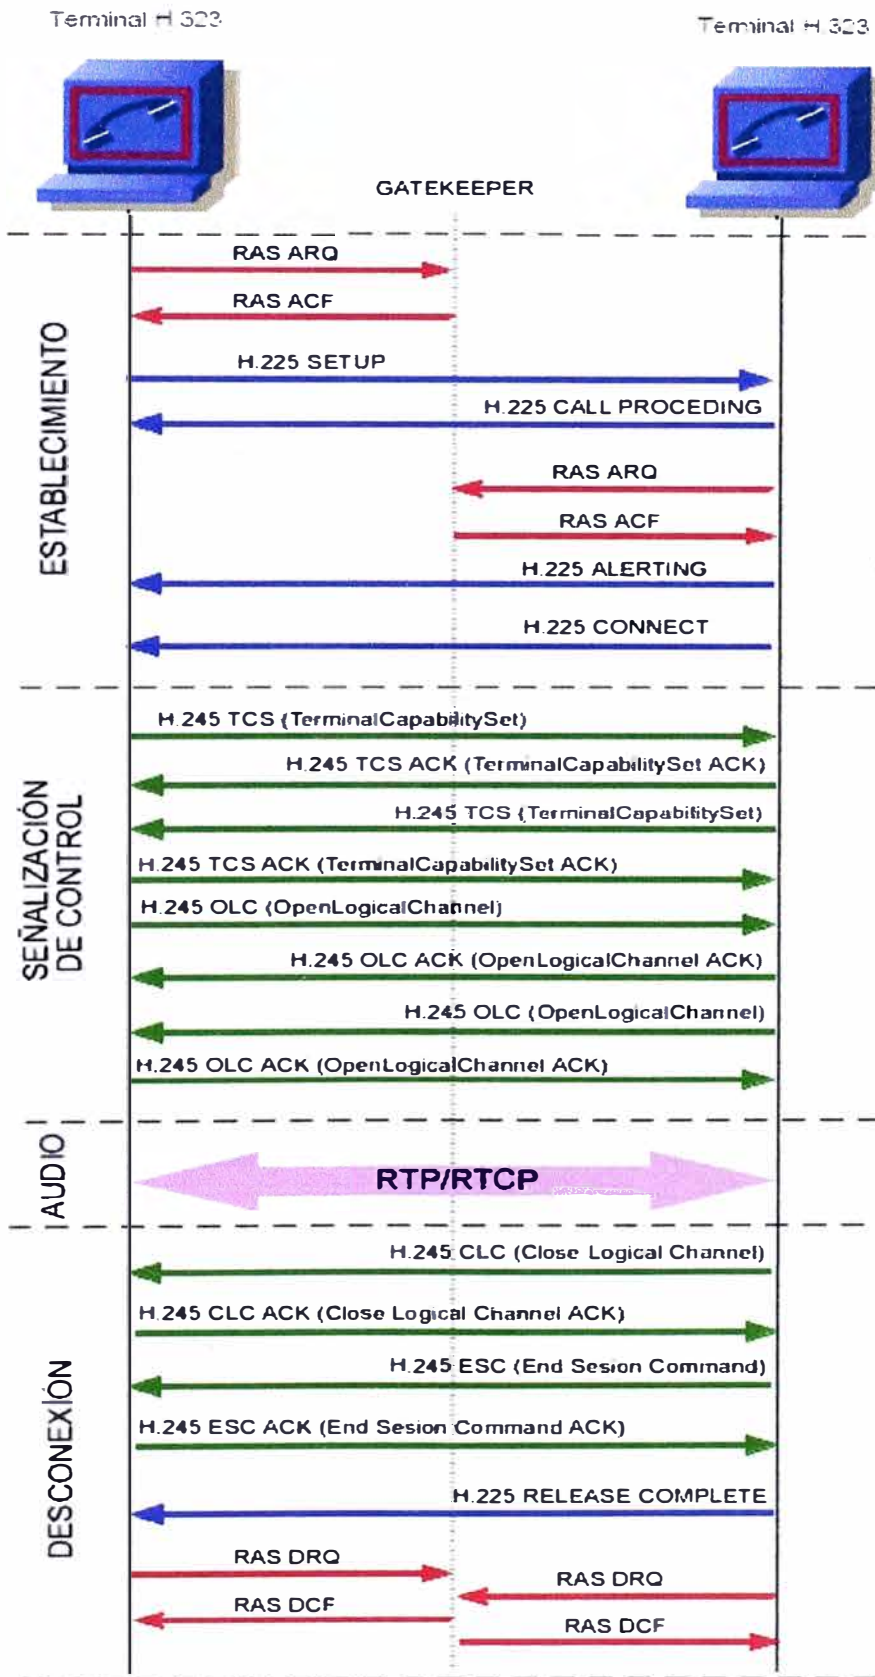 Terminal H.323
Terminal H.323
GATEKEEPER
ESTABLECIMIENTO
RAS ARQ
RAS ACF
H.225 SETUP
H.225 CALL PROCEDING
RAS ARQ
RAS ACF
H.225 ALERTING
H.225 CONNECT
SEÑALIZACIÓN
DE CONTROL
H.245 TCS (TerminalCapabilitySet)
H.245 TCS ACK (TerminalCapabilitySet ACK)
H.245 TCS (TerminalCapabilitySet)
H.245 TCS ACK (TerminalCapabilitySet ACK)
H.245 OLC (OpenLogicalChannel)
H.245 OLC ACK (OpenLogicalChannel ACK)
H.245 OLC (OpenLogicalChannel)
H.245 OLC ACK (OpenLogicalChannel ACK)
AUDIO
RTP/RTCP
DESCONEXIÓN
H.245 CLC (Close Logical Channel)
H.245 CLC ACK (Close Logical Channel ACK)
H.245 ESC (End Sesion Command)
H.245 ESC ACK (End Sesion Command ACK)
H.225 RELEASE COMPLETE
RAS DRQ
RAS DRQ
RAS DCF
RAS DCF